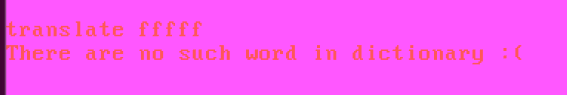 translate fffff
There are no such word in dictionary :(